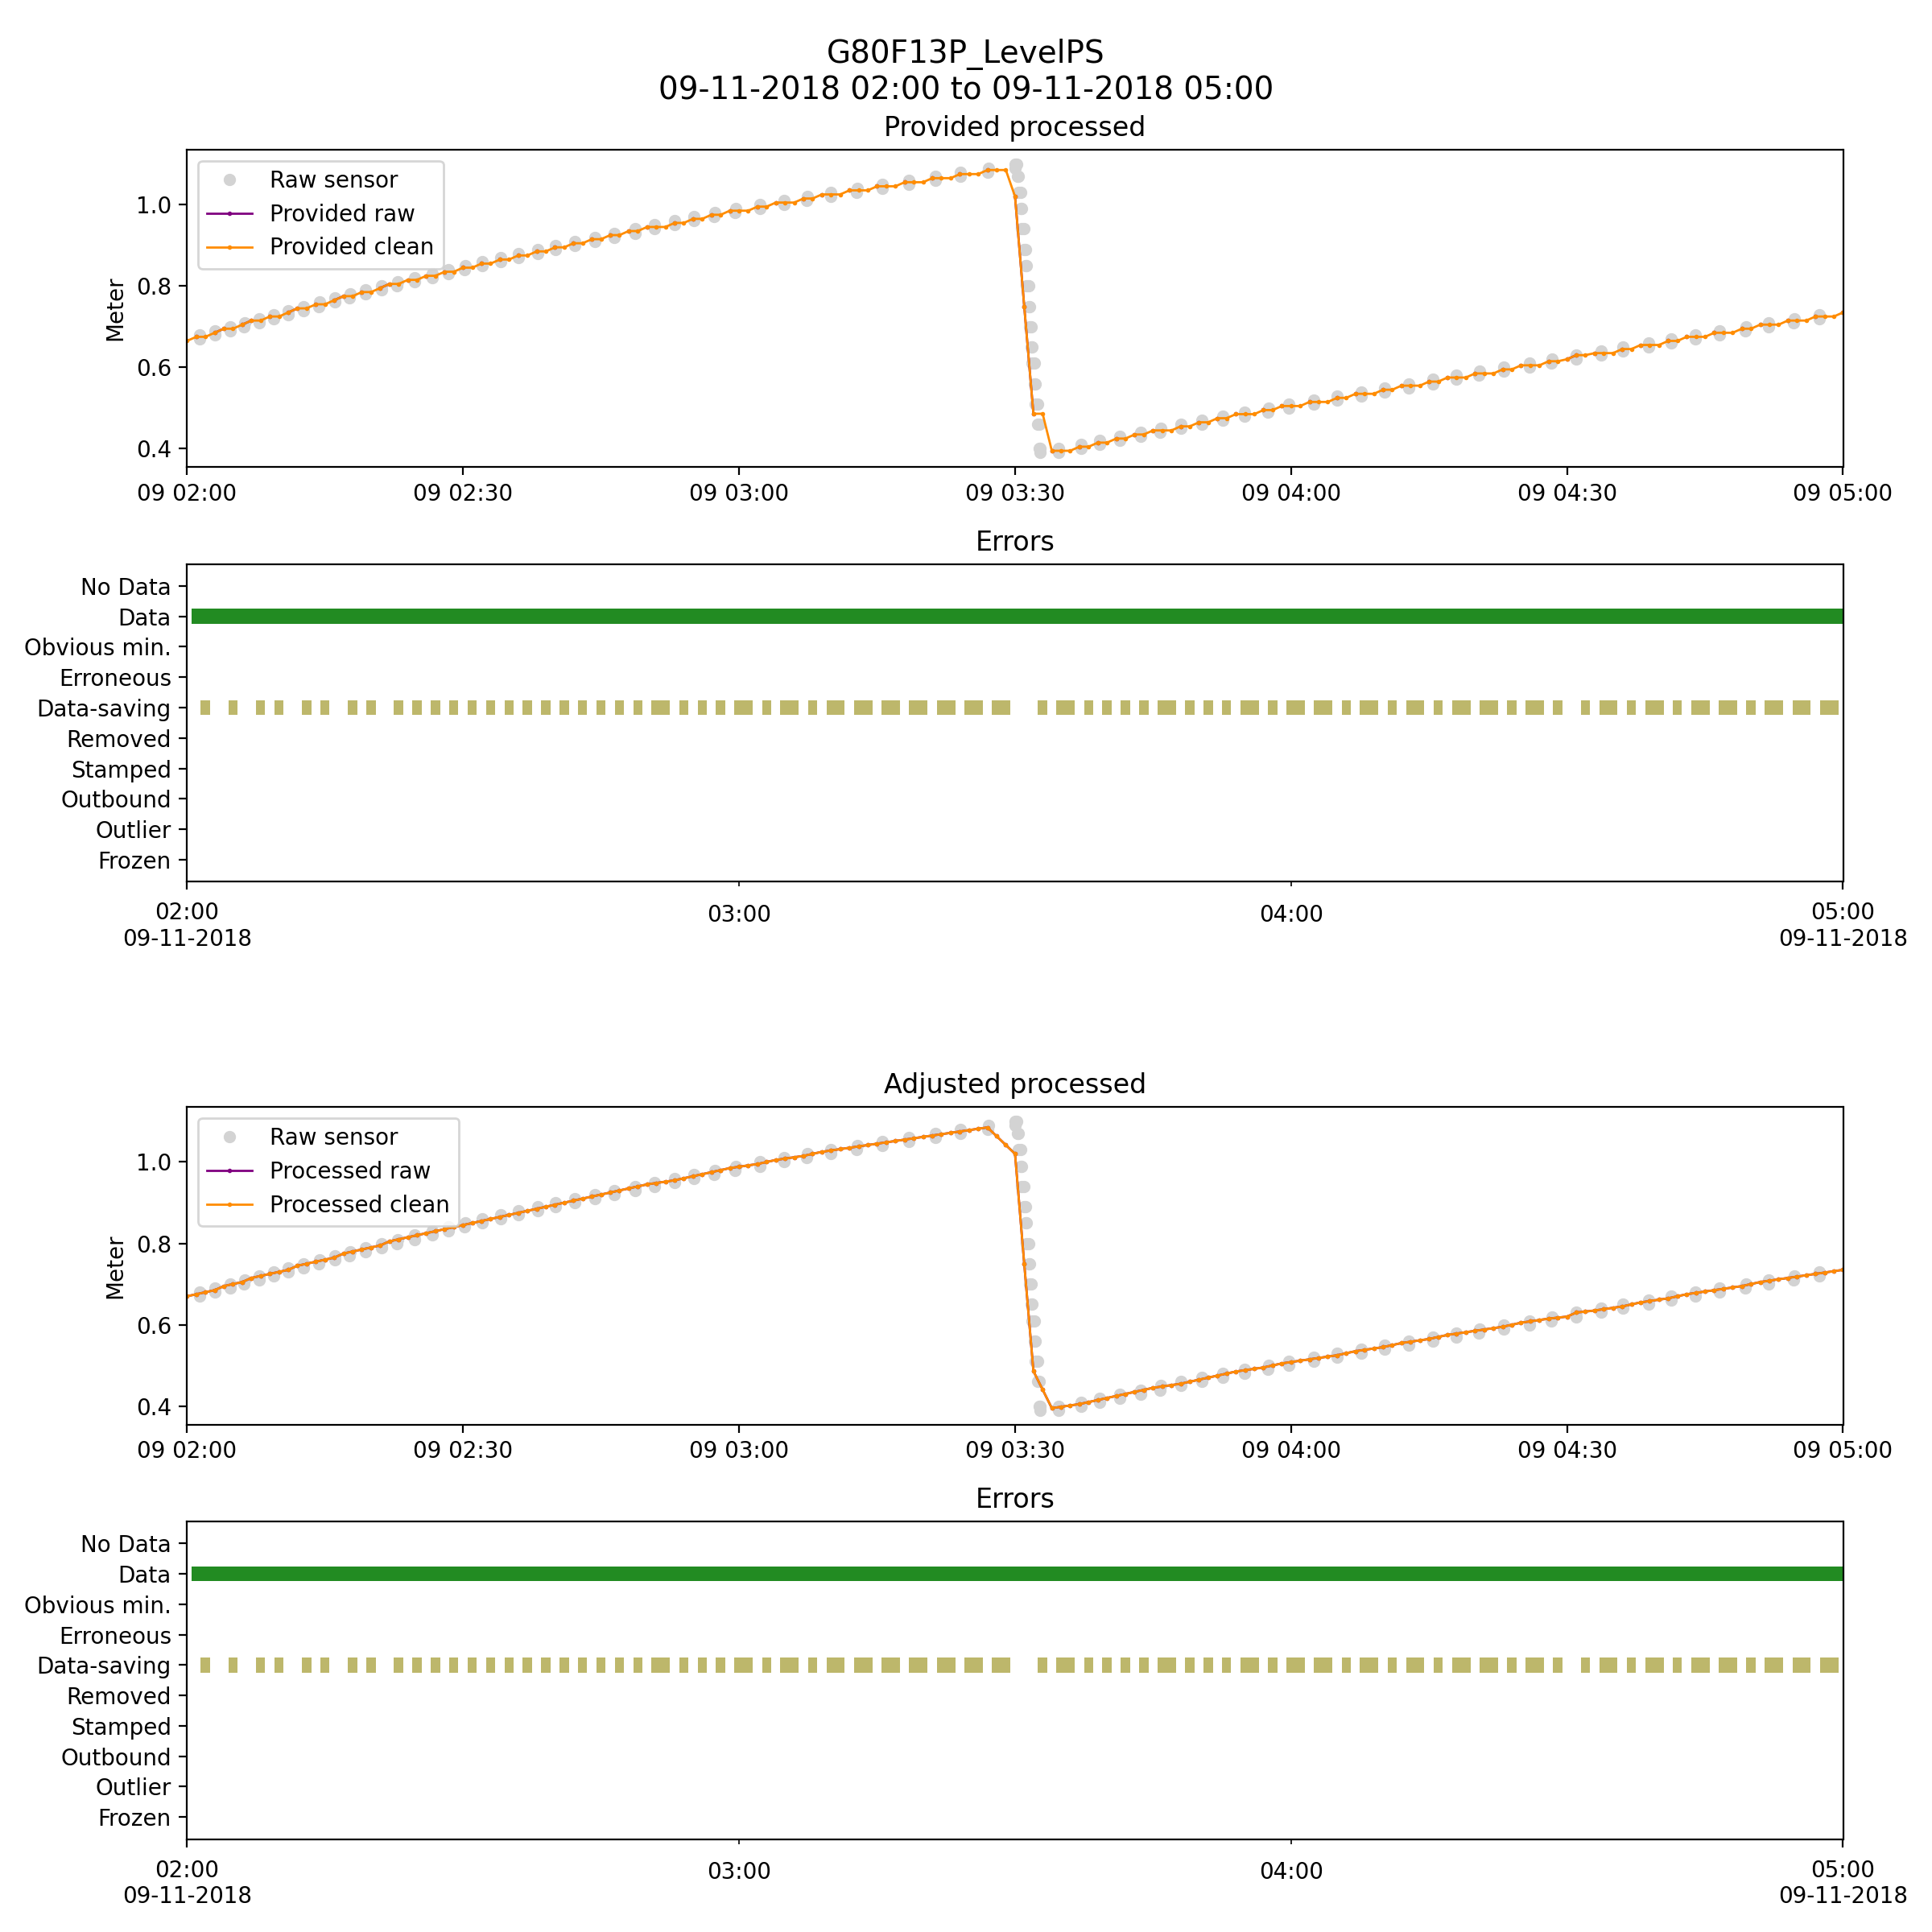 G80F13P_LevelPS
09-11-2018 02:00 to 09-11-2018 05:00
Provided processed
Raw sensor
Provided raw
Provided clean
Meter
1.0
0.8
0.6
0.4
09 02:00 09 02:30 09 03:00 09 03:30 09 04:00 09 04:30 09 05:00
Errors
No Data
Data
Obvious min.
Erroneous
Data-saving
Removed
Stamped
Outbound
Outlier
Frozen
02:00 03:00 04:00 05:00
09-11-2018 09-11-2018
Adjusted processed
Raw sensor
Processed raw
Processed clean
Meter
1.0
0.8
0.6
0.4
09 02:00 09 02:30 09 03:00 09 03:30 09 04:00 09 04:30 09 05:00
Errors
No Data
Data
Obvious min.
Erroneous
Data-saving
Removed
Stamped
Outbound
Outlier
Frozen
02:00 03:00 04:00 05:00
09-11-2018 09-11-2018